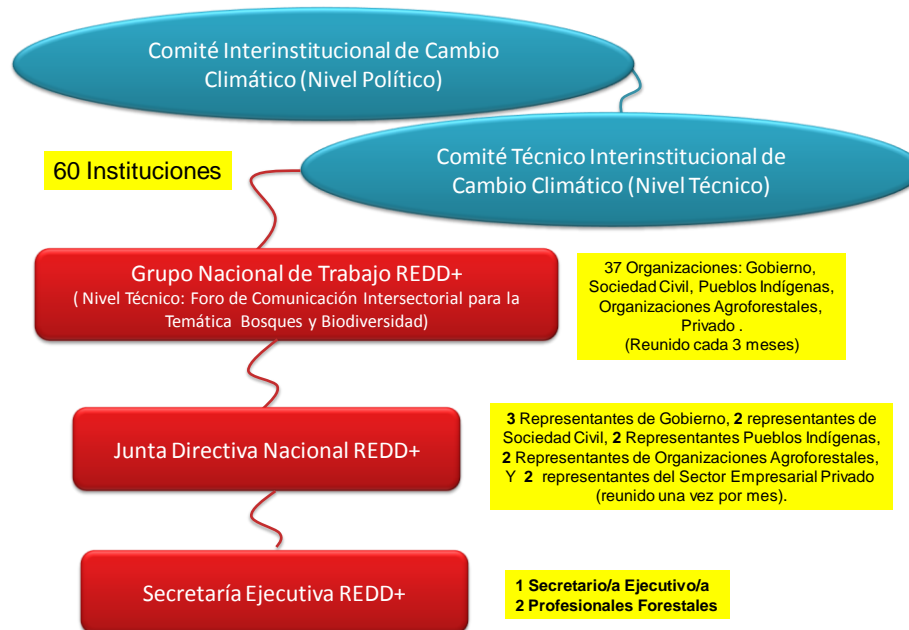 Comité Interinstitucional de Cambio
Climático (Nivel Político)
Comité Técnico Interinstitucional de
Cambio Climático (Nivel Técnico)
60 Instituciones
Grupo Nacional de Trabajo REDD+
( Nivel Técnico: Foro de Comunicación Intersectorial para la
Temática Bosques y Biodiversidad)
37 Organizaciones: Gobierno,
Sociedad Civil, Pueblos Indígenas,
Organizaciones Agroforestales,
Privado .
(Reunido cada 3 meses)
Junta Directiva Nacional REDD+
3 Representantes de Gobierno, 2 representantes de
Sociedad Civil, 2 Representantes Pueblos Indígenas,
2 Representantes de Organizaciones Agroforestales,
Y 2 representantes del Sector Empresarial Privado
(reunido una vez por mes).
Secretaría Ejecutiva REDD+
1 Secretario/a Ejecutivo/a
2 Profesionales Forestales